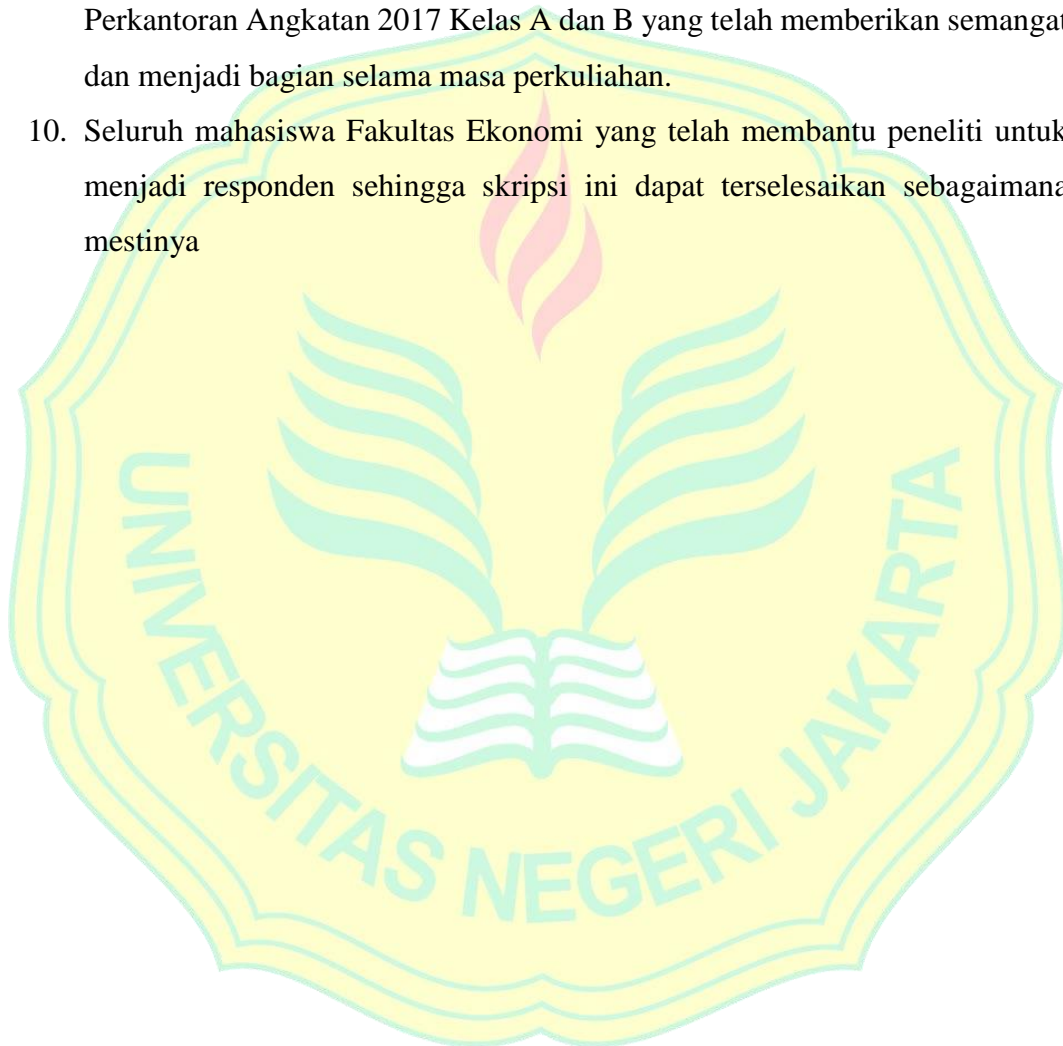 Perkantoran Angkatan 2017 Kelas A dan B yang telah memberikan semangat
dan menjadi bagian selama masa perkuliahan.
10. Seluruh mahasiswa Fakultas Ekonomi yang telah membantu peneliti untuk
menjadi responden sehingga skripsi ini dapat terselesaikan sebagaimana
mestinya
UNIVERSITAS NEGERI JAKARTA